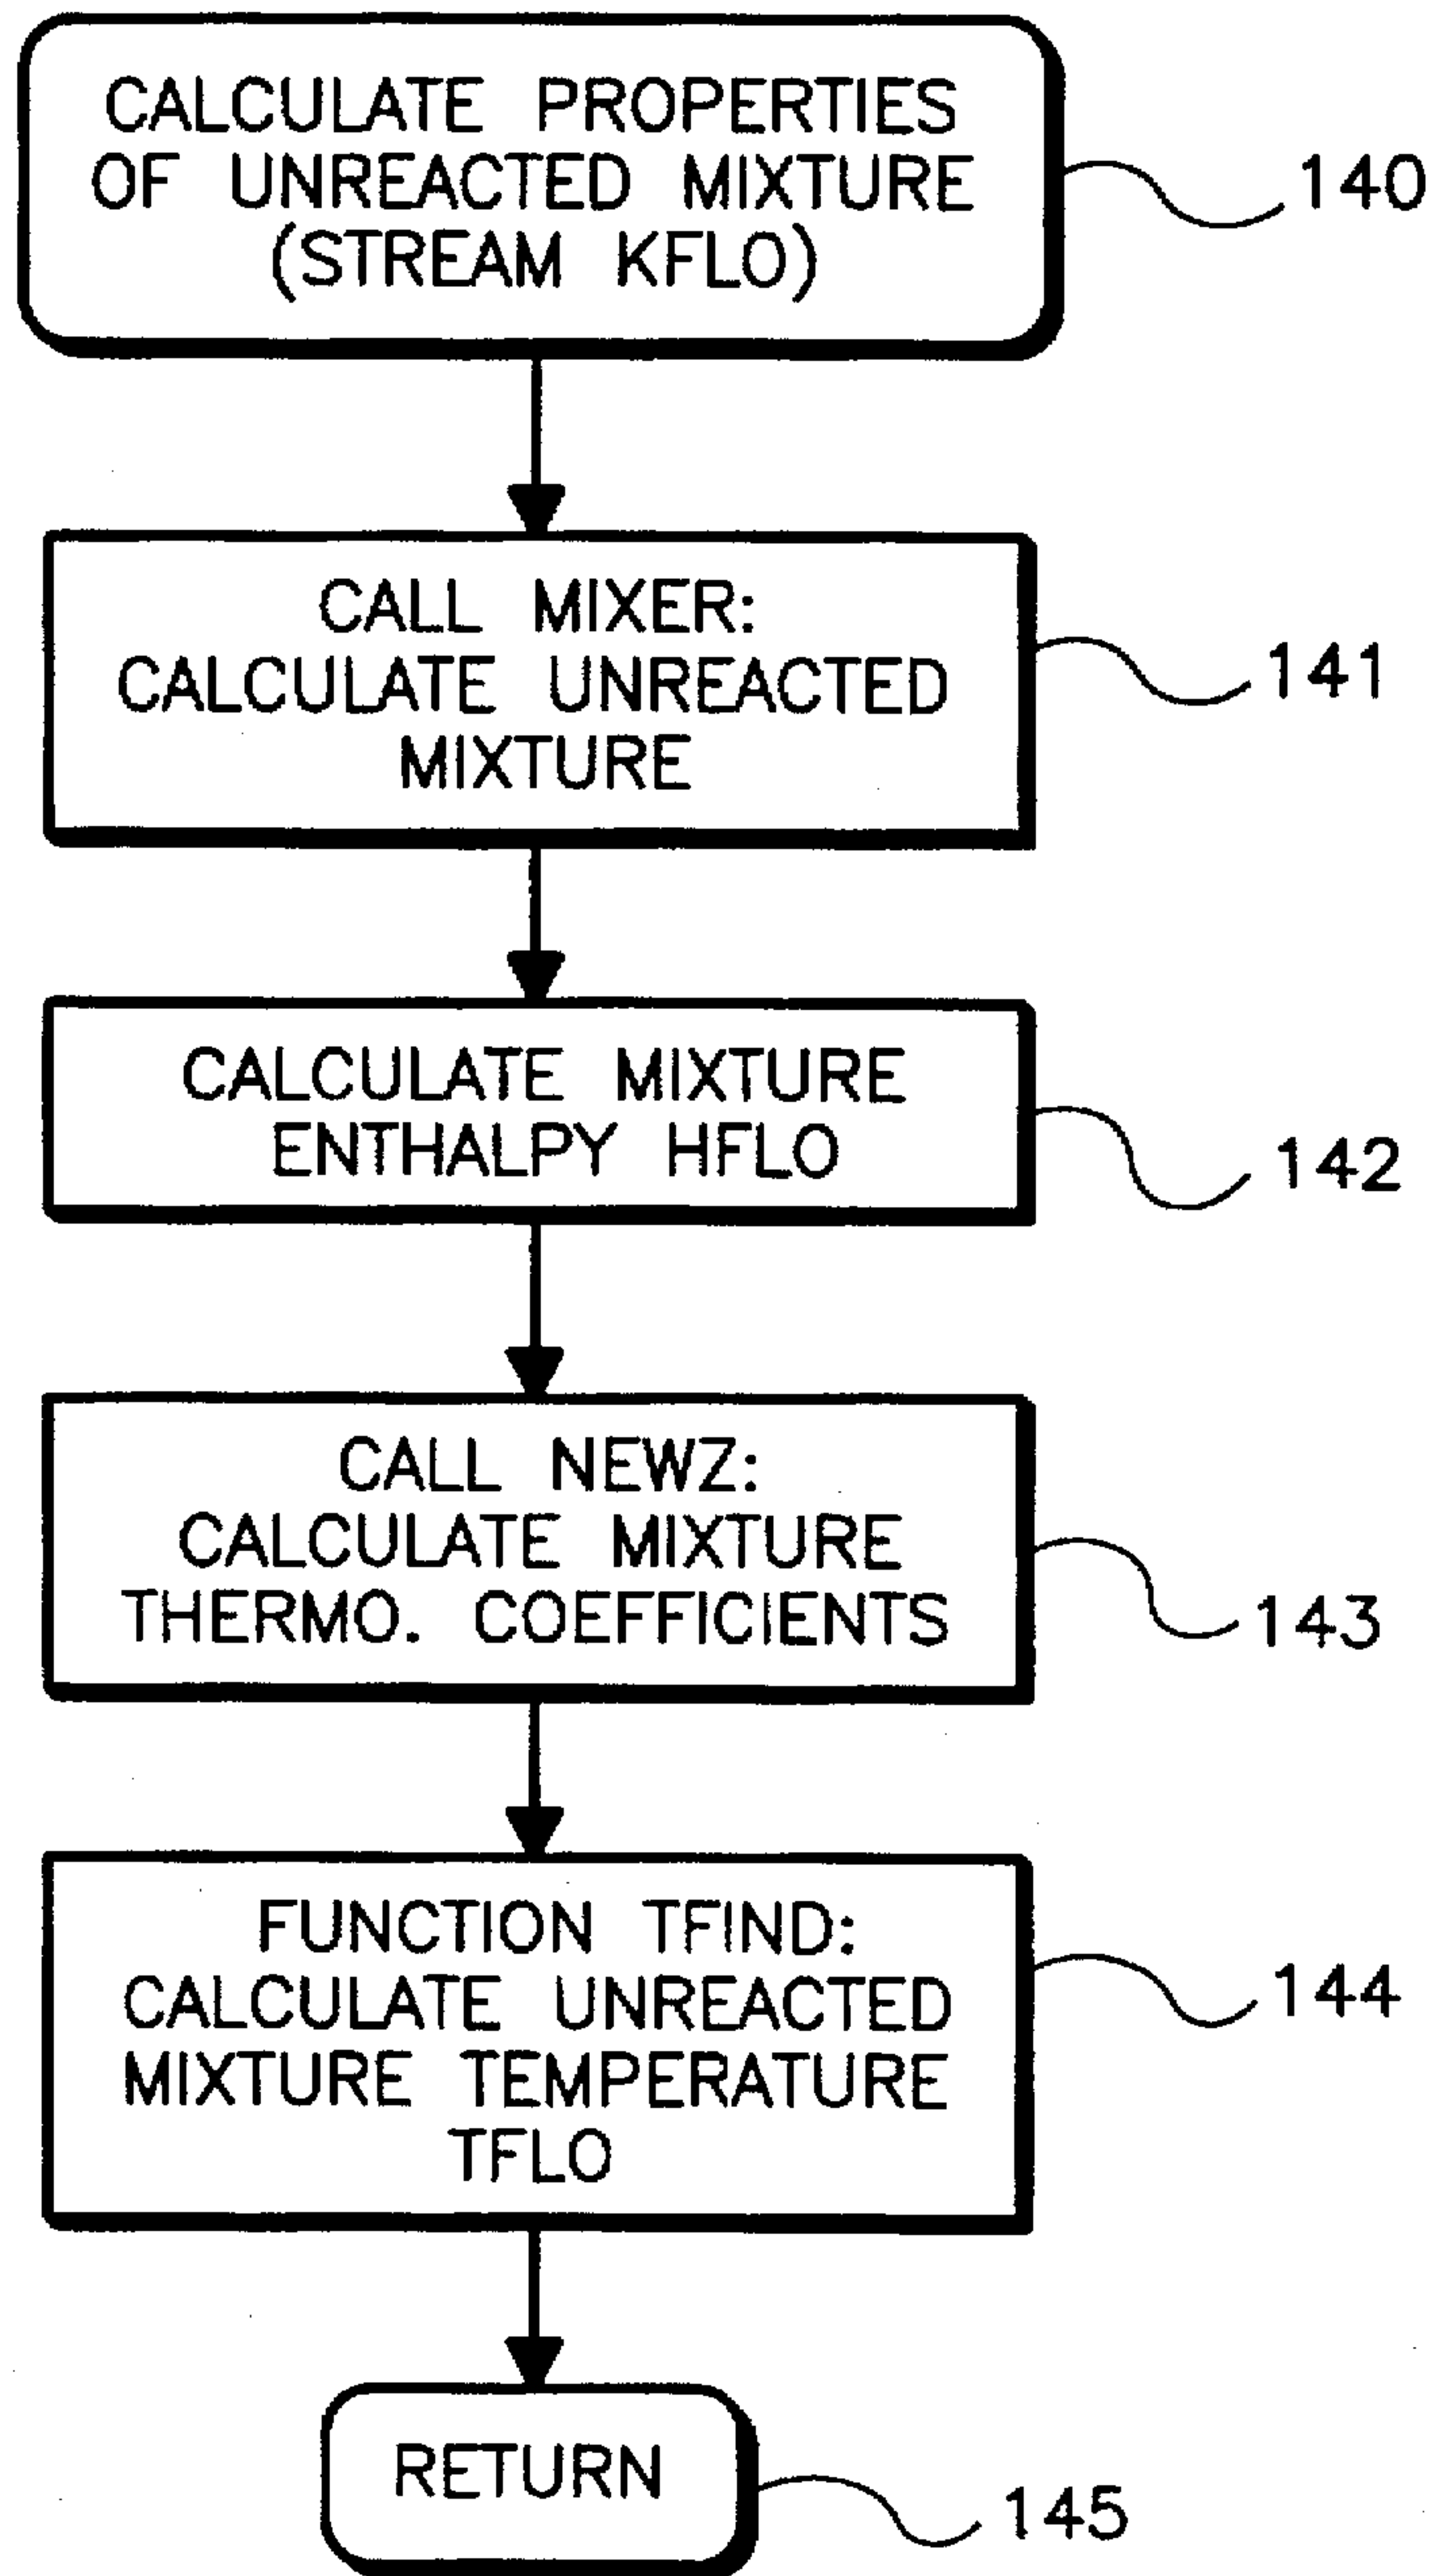 CALCULATE PROPERTIES
OF UNREACTED MIXTURE
(STREAM KFLO)
140
CALL MIXER:
CALCULATE UNREACTED
MIXTURE
141
CALCULATE MIXTURE
ENTHALPY HFLO
142
CALL NEWZ:
CALCULATE MIXTURE
THERMO. COEFFICIENTS
143
FUNCTION TFIND:
CALCULATE UNREACTED
MIXTURE TEMPERATURE
TFLO
144
RETURN
145